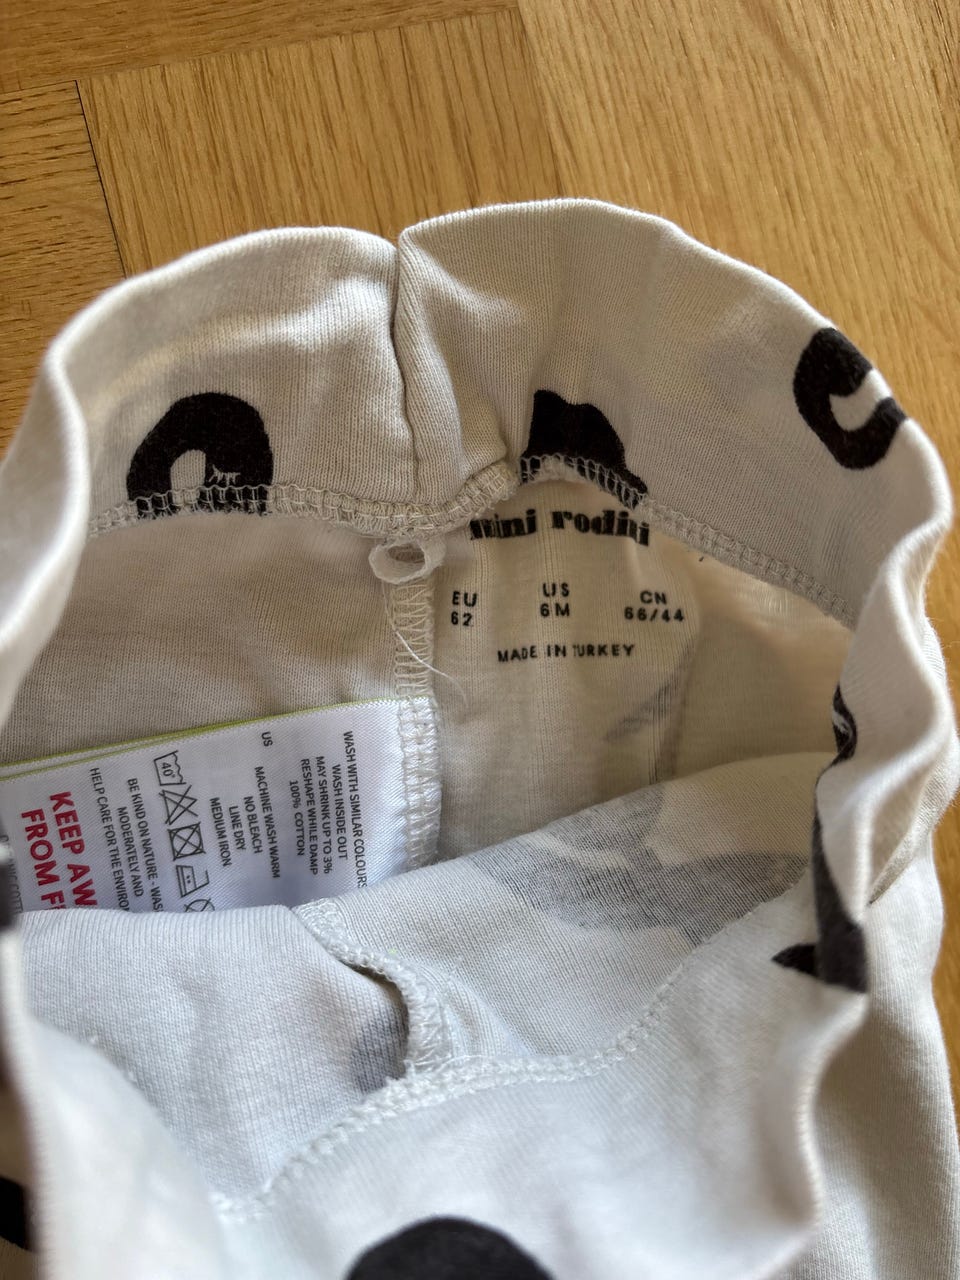 mini rodini
EU US CN
62 6M 66/44
MADE IN TURKEY
WASH WITH SIMILAR COLOURS
WASH INSIDE OUT
MAY SHRINK UP TO 3%
RESHAPE WHILE DAMP
100% COTTON
US
MACHINE WASH WARM
NO BLEACH
LINE DRY
MEDIUM IRON
40°
BE KIND ON NATURE - WASH
MODERATELY AND
HELP CARE FOR THE
KEEP
FROM